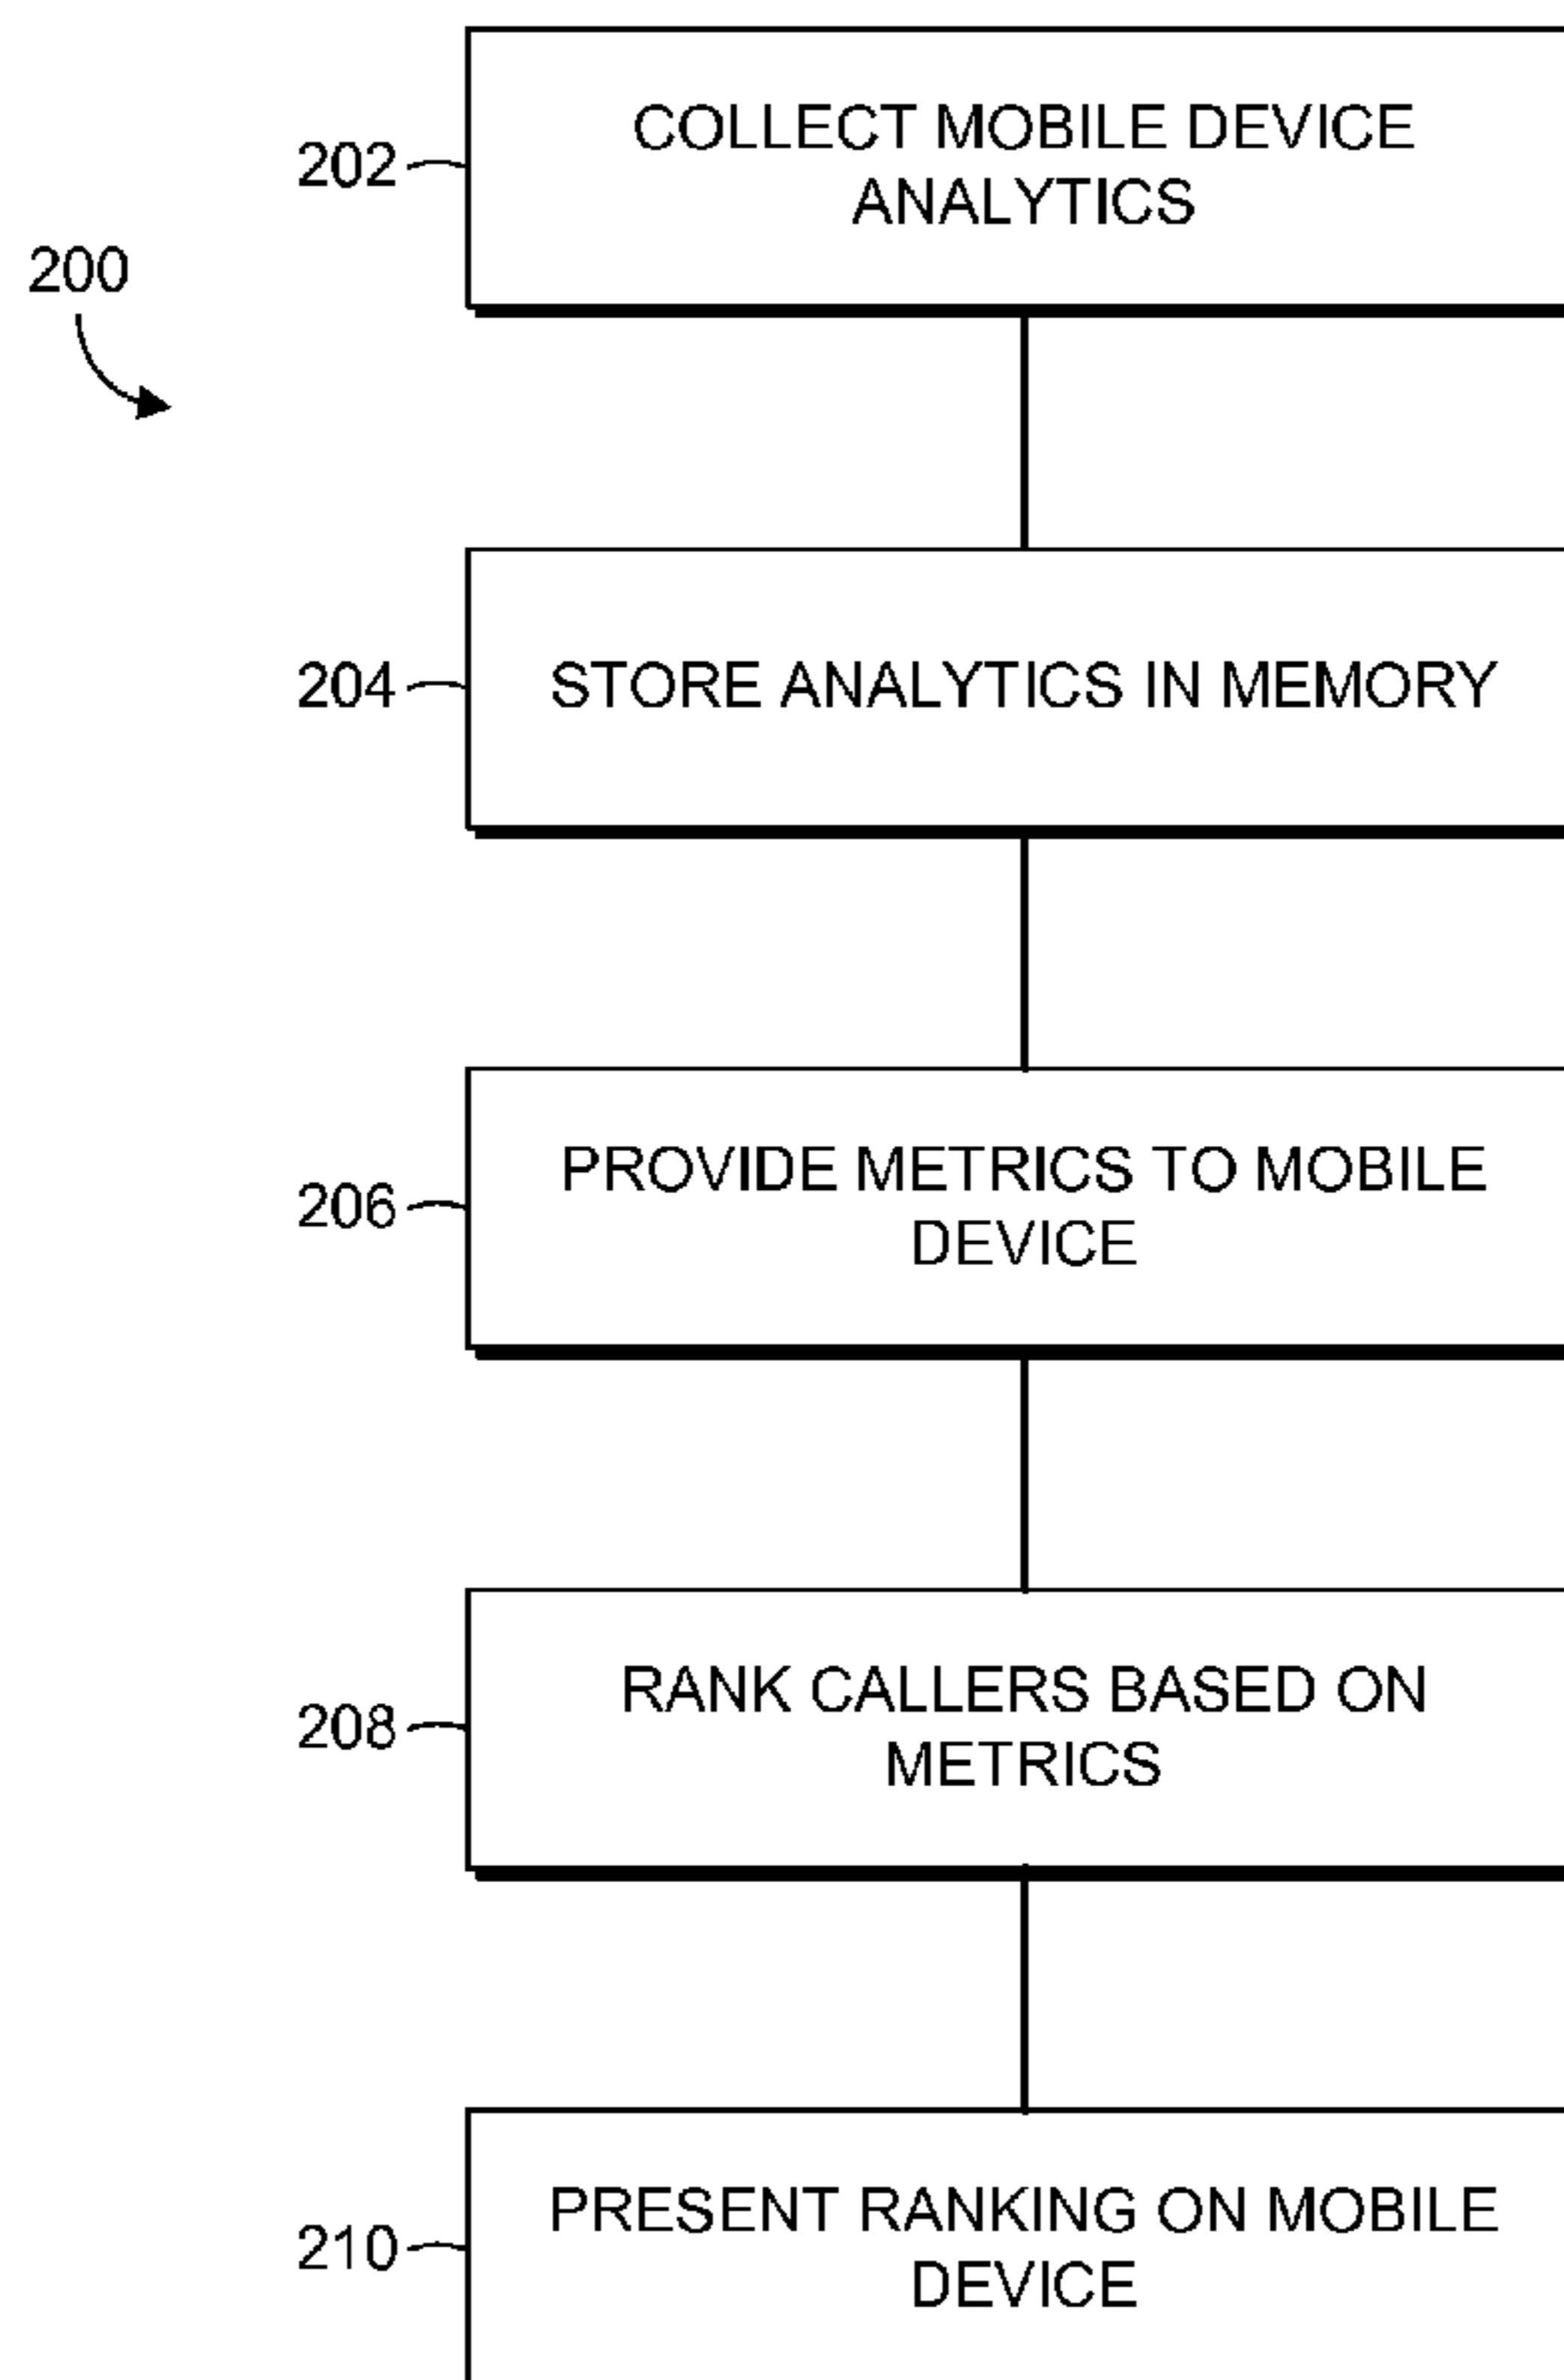 COLLECT MOBILE DEVICE
ANALYTICS
202
200
204
STORE ANALYTICS IN MEMORY
PROVIDE METRICS TO MOBILE
DEVICE
206
RANK CALLERS BASED ON
METRICS
208
PRESENT RANKING ON MOBILE
DEVICE
210